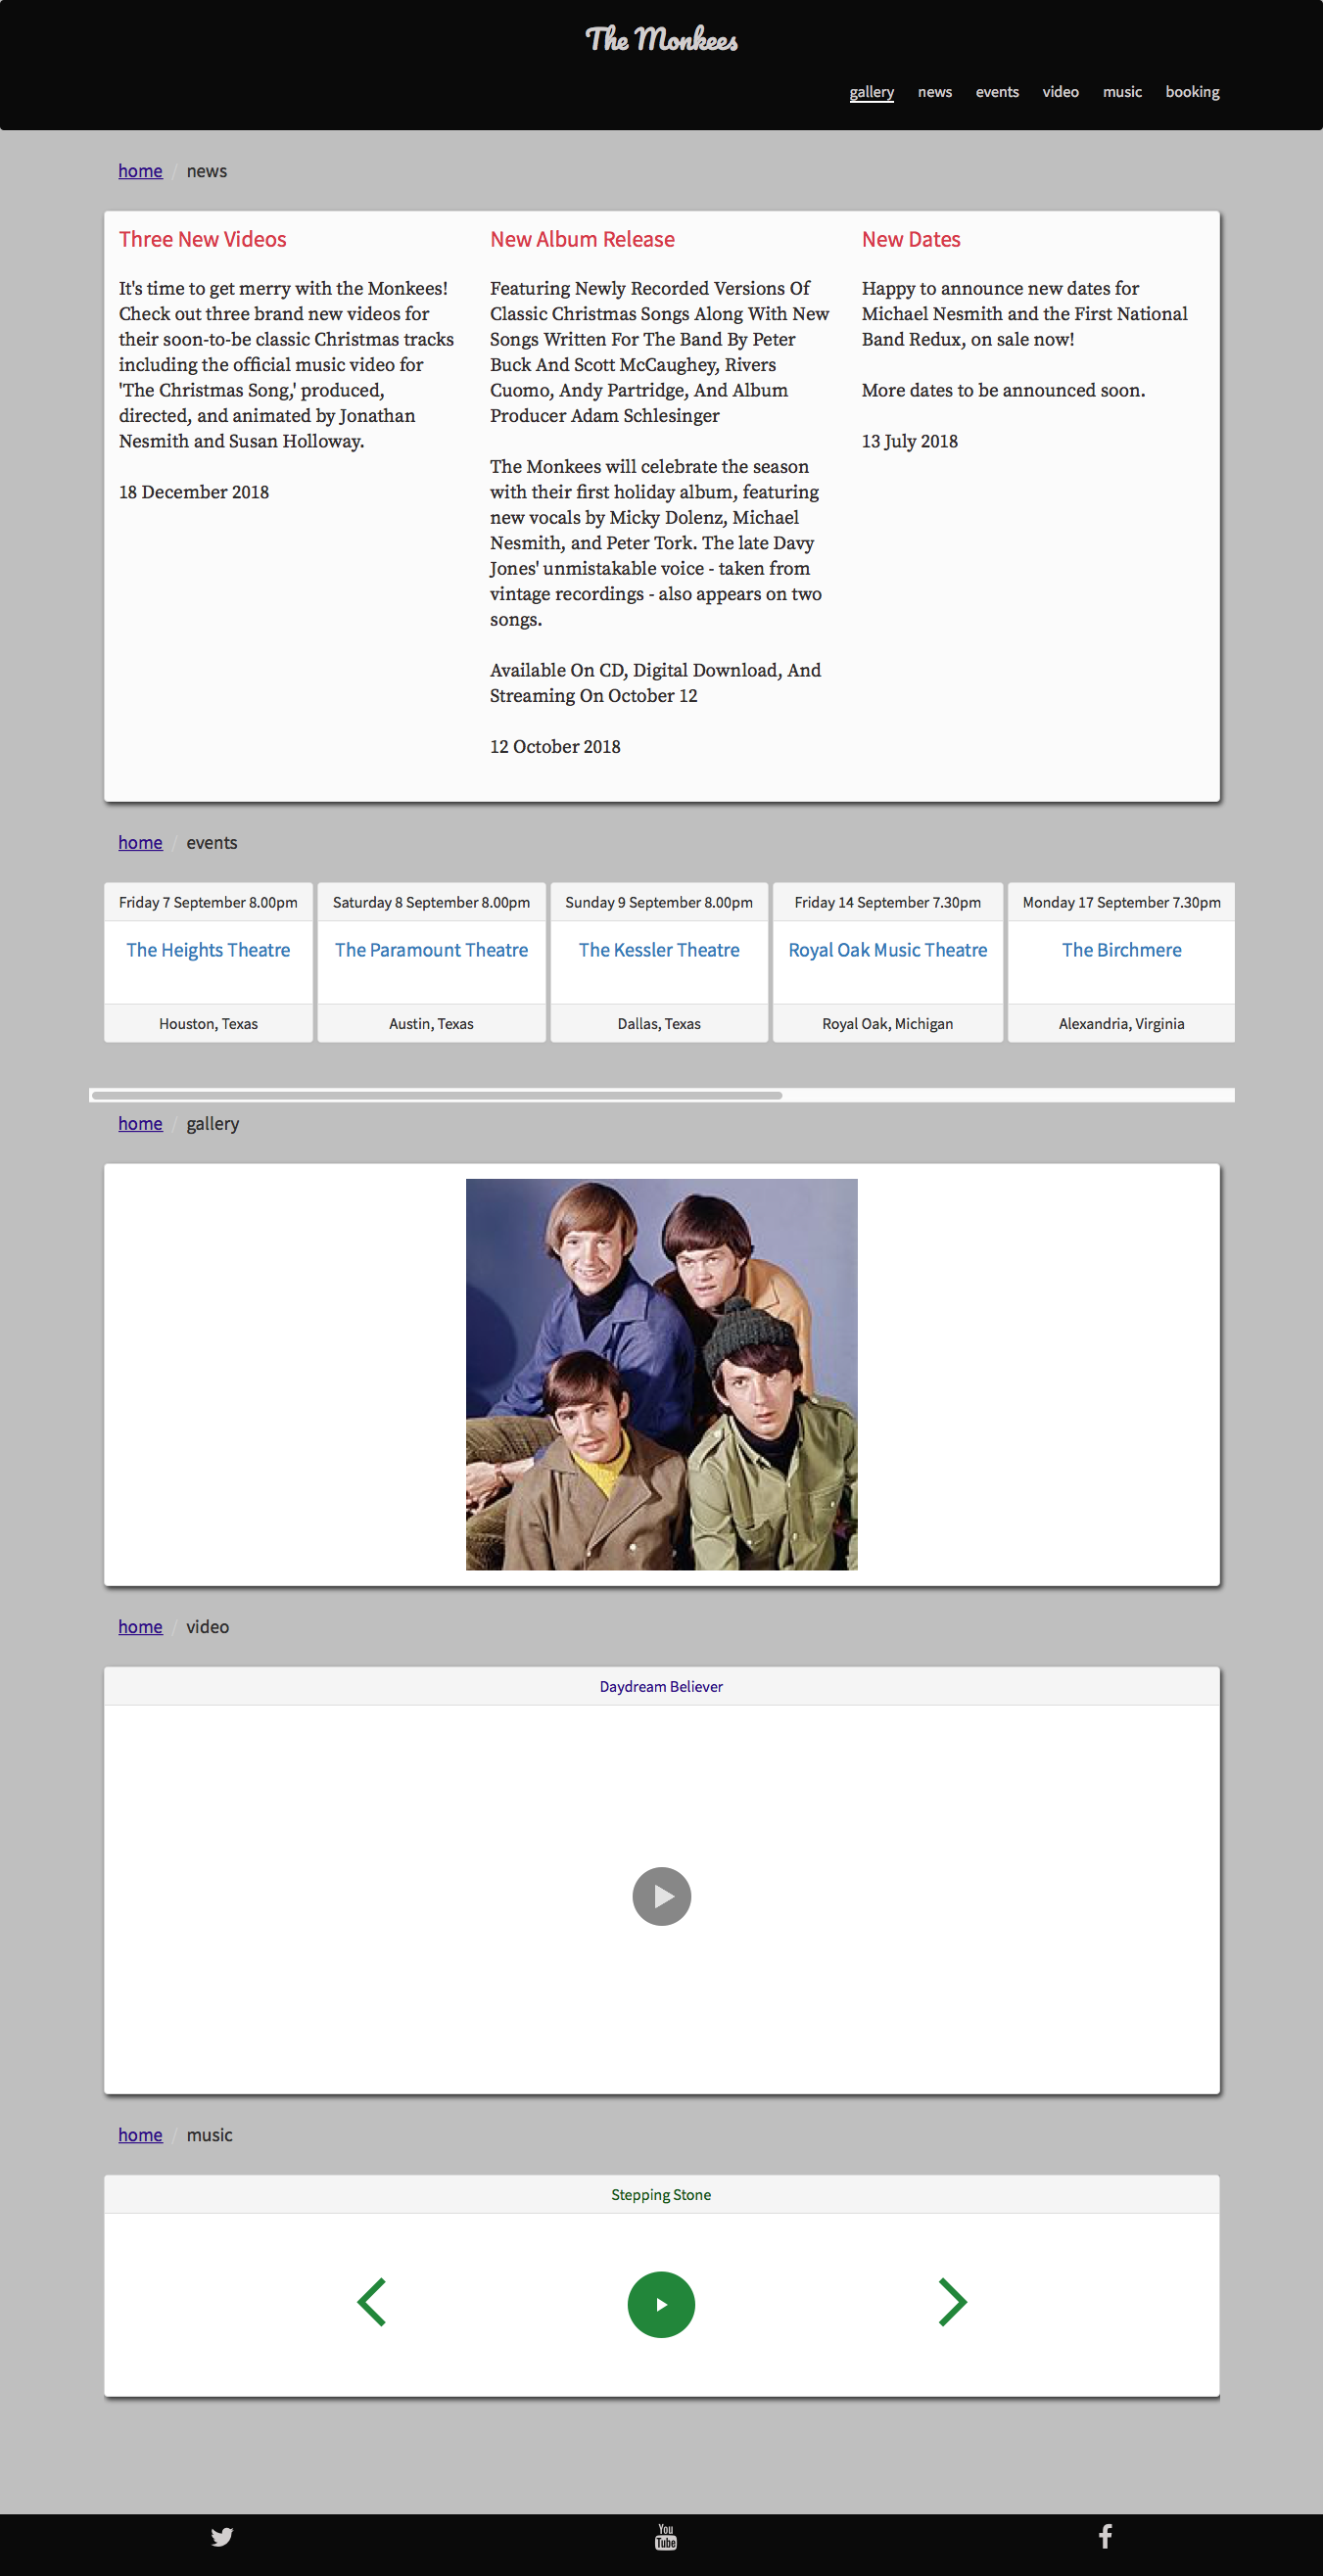 The Monkees
gallery news events video music booking
home / news
Three New Videos
It's time to get merry with the Monkees!
Check out three brand new videos for
their soon-to-be classic Christmas tracks
including the official music video for
'The Christmas Song,' produced,
directed, and animated by Jonathan
Nesmith and Susan Holloway.
18 December 2018
New Album Release
Featuring Newly Recorded Versions Of
Classic Christmas Songs Along With New
Songs Written For The Band By Peter
Buck And Scott McCaughey, Rivers
Cuomo, Andy Partridge, And Album
Producer Adam Schlesinger
The Monkees will celebrate the season
with their first holiday album, featuring
new vocals by Micky Dolenz, Michael
Nesmith, and Peter Tork. The late Davy
Jones' unmistakable voice - taken from
vintage recordings - also appears on two
songs.
Available On CD, Digital Download, And
Streaming On October 12
12 October 2018
New Dates
Happy to announce new dates for
Michael Nesmith and the First National
Band Redux, on sale now!
More dates to be announced soon.
13 July 2018
home / events
Friday 7 September 8.00pm
The Heights Theatre
Houston, Texas
Saturday 8 September 8.00pm
The Paramount Theatre
Austin, Texas
Sunday 9 September 8.00pm
The Kessler Theatre
Dallas, Texas
Friday 14 September 7.30pm
Royal Oak Music Theatre
Royal Oak, Michigan
Monday 17 September 7.30pm
The Birchmere
Alexandria, Virginia
home / gallery
home / video
Daydream Believer
home / music
Stepping Stone
You
Tube